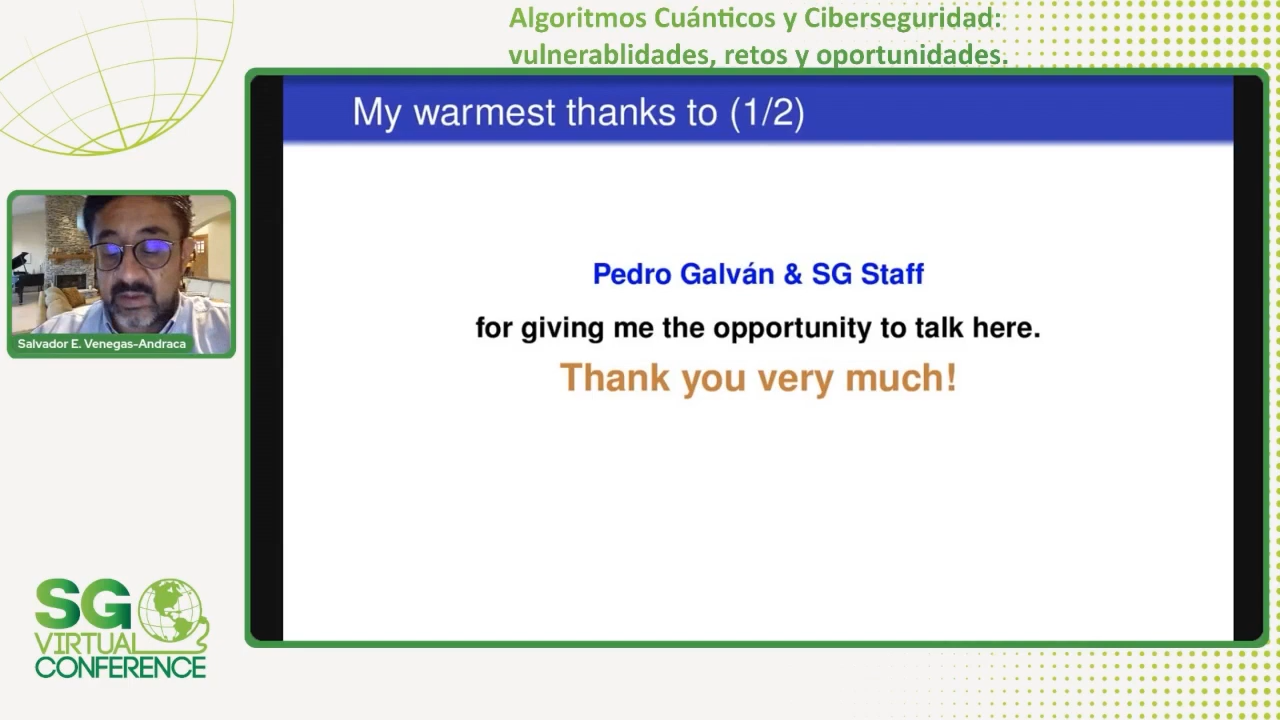 Algoritmos Cuánticos y Ciberseguridad:
vulnerablidades, retos y oportunidades.
My warmest thanks to (1/2)
Pedro Galván & SG Staff
for giving me the opportunity to talk here.
Thank you very much!
Salvador E. Venegas-Andraca
SG
VIRTUAL
CONFERENCE